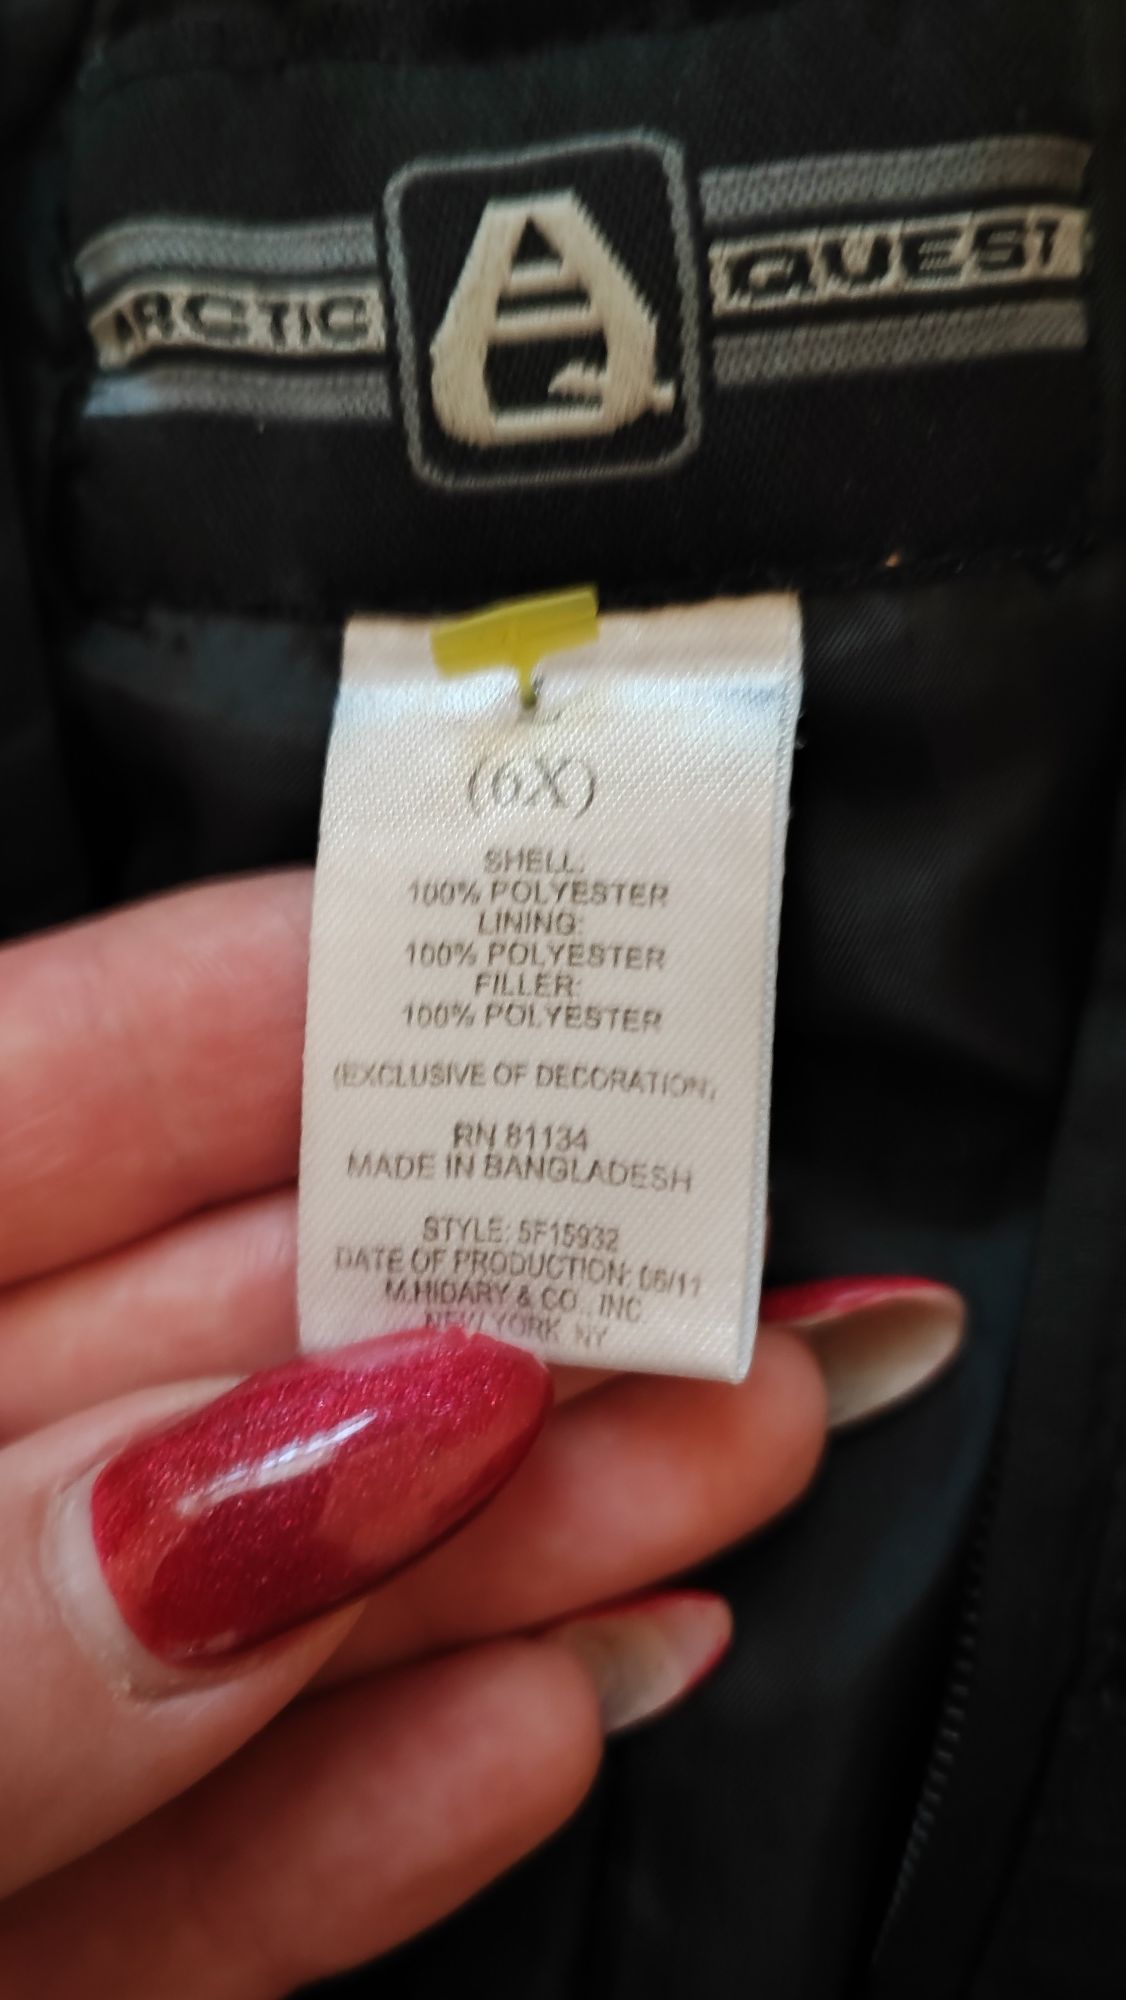 ARCTIC QUEST
(6X)
SHELL:
100% POLYESTER
LINING:
100% POLYESTER
FILLER:
100% POLYESTER
(EXCLUSIVE OF DECORATION)
RN 81134
MADE IN BANGLADESH
STYLE: 5F15932
DATE OF PRODUCTION: 06/11
M.HIDARY & CO., INC
NEW YORK, NY